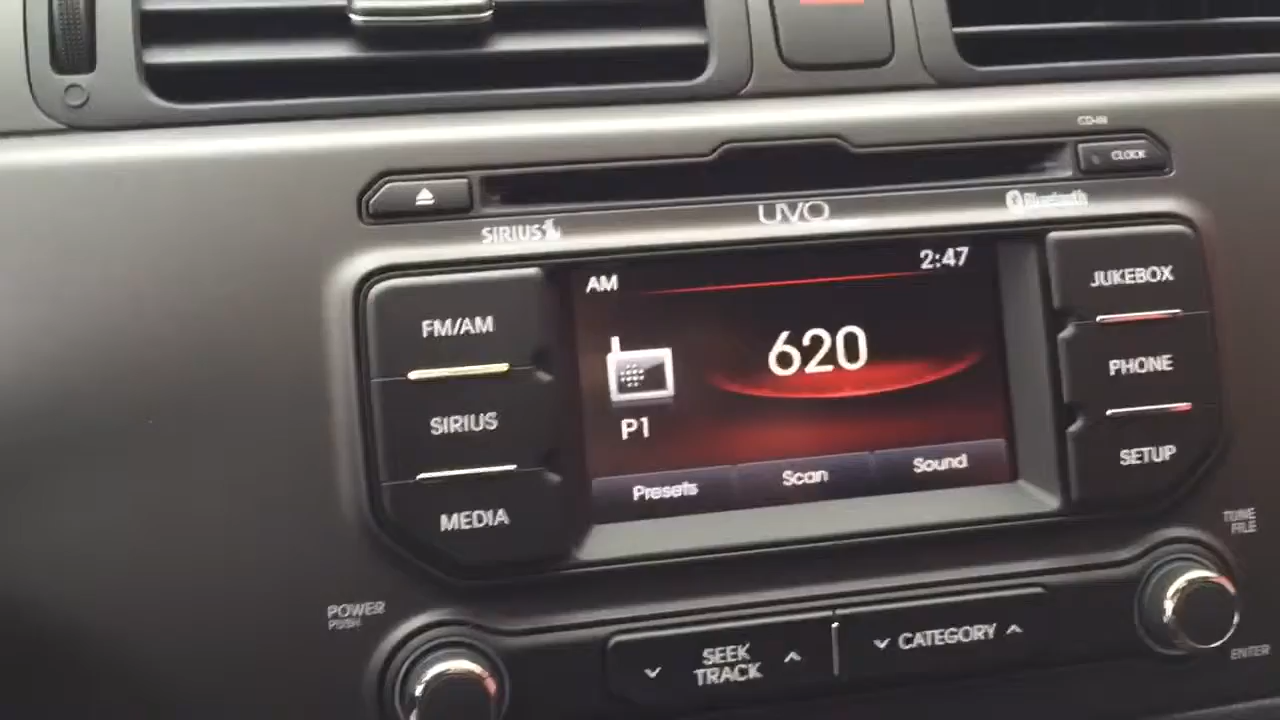 CD-IN
CLOCK
UVO
Bluetooth
SIRIUS
AM
2:47
JUKEBOX
FM/AM
620
PHONE
SIRIUS
P1
SETUP
Presets
Scan
Sound
MEDIA
TUNE
FILE
POWER
PUSH
SEEK
TRACK
CATEGORY
ENTER